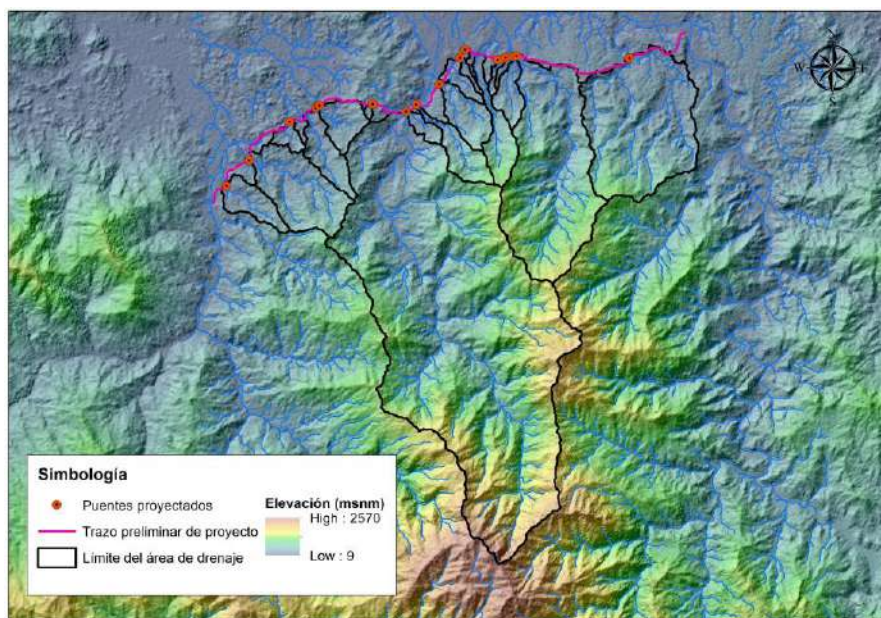 N
W
E
S
Simbología
Puentes proyectados
Trazo preliminar de proyecto
Límite del área de drenaje
Elevación (msnm)
High : 2570
Low : 9